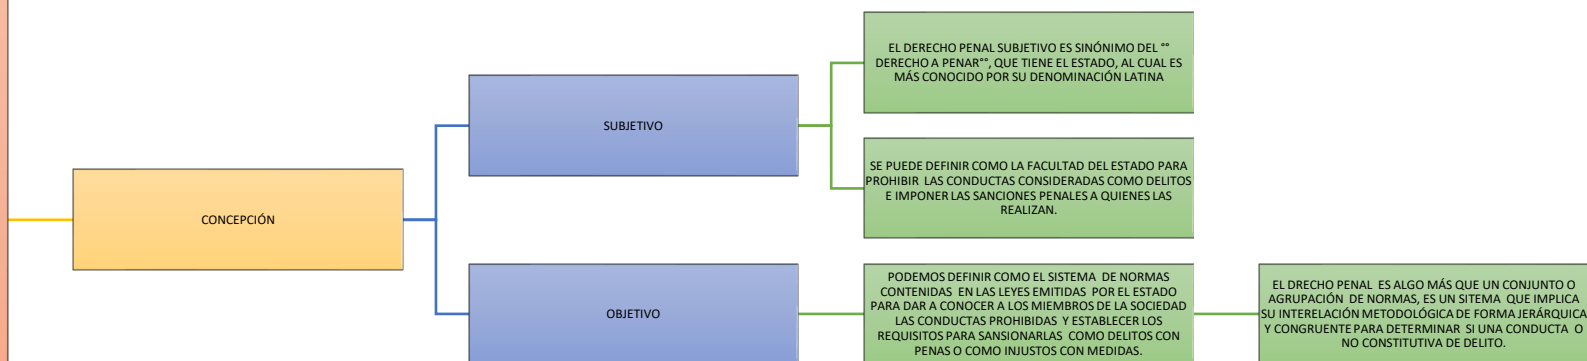 CONCEPCIÓN
SUBJETIVO
EL DERECHO PENAL SUBJETIVO ES SINÓNIMO DEL °°
DERECHO A PENAR°°, QUE TIENE EL ESTADO, AL CUAL ES
MÁS CONOCIDO POR SU DENOMINACIÓN LATINA
SE PUEDE DEFINIR COMO LA FACULTAD DEL ESTADO PARA
PROHIBIR LAS CONDUCTAS CONSIDERADAS COMO DELITOS
E IMPONER LAS SANCIONES PENALES A QUIENES LAS
REALIZAN.
OBJETIVO
PODEMOS DEFINIR COMO EL SISTEMA DE NORMAS
CONTENIDAS EN LAS LEYES EMITIDAS POR EL ESTADO
PARA DAR A CONOCER A LOS MIEMBROS DE LA SOCIEDAD
LAS CONDUCTAS PROHIBIDAS Y ESTABLECER LOS
REQUISITOS PARA SANSIONARLAS COMO DELITOS CON
PENAS O COMO INJUSTOS CON MEDIDAS.
EL DRECHO PENAL ES ALGO MÁS QUE UN CONJUNTO O
AGRUPACIÓN DE NORMAS, ES UN SITEMA QUE IMPLICA
SU INTERELACIÓN METODOLÓGICA DE FORMA JERÁRQUICA
Y CONGRUENTE PARA DETERMINAR SI UNA CONDUCTA O
NO CONSTITUTIVA DE DELITO.